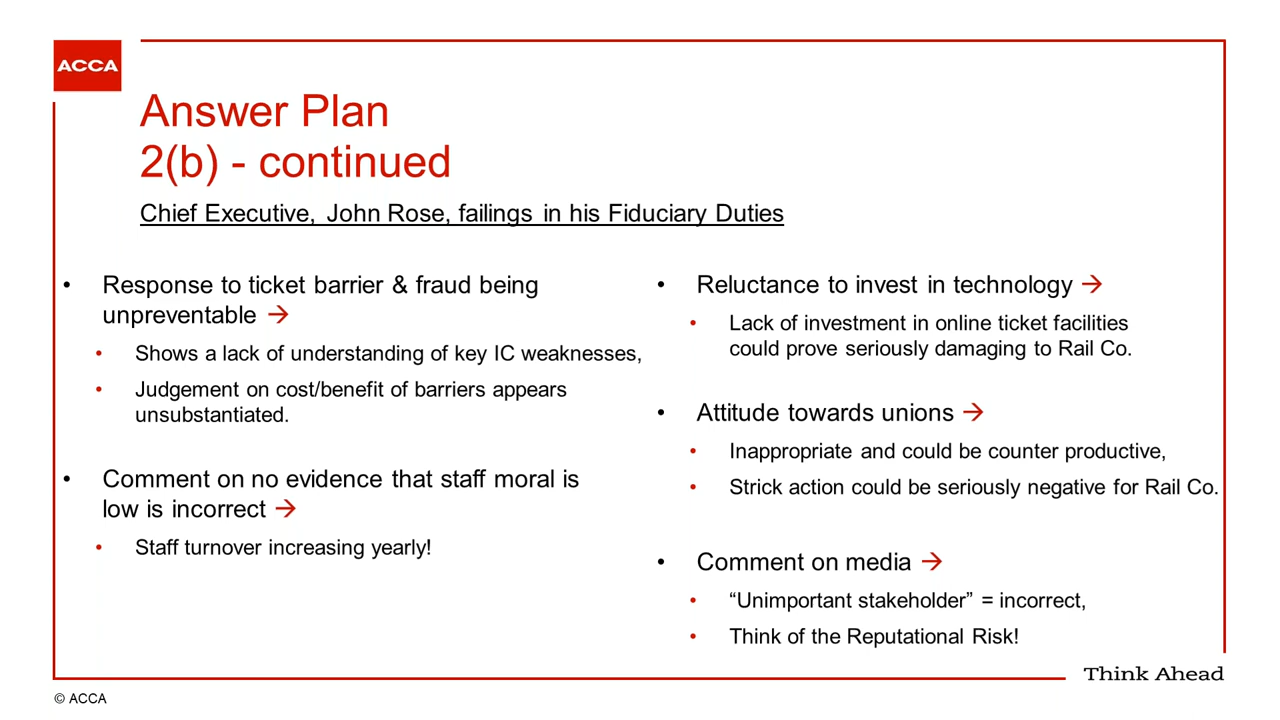 ACCA
Answer Plan
2(b) - continued
Chief Executive, John Rose, failings in his Fiduciary Duties
• Response to ticket barrier & fraud being
unpreventable →
• Shows a lack of understanding of key IC weaknesses,
• Judgement on cost/benefit of barriers appears
unsubstantiated.
• Comment on no evidence that staff moral is
low is incorrect →
• Staff turnover increasing yearly!
• Reluctance to invest in technology →
• Lack of investment in online ticket facilities
could prove seriously damaging to Rail Co.
• Attitude towards unions →
• Inappropriate and could be counter productive,
• Strick action could be seriously negative for Rail Co.
• Comment on media →
• “Unimportant stakeholder” = incorrect,
• Think of the Reputational Risk!
Think Ahead
© ACCA